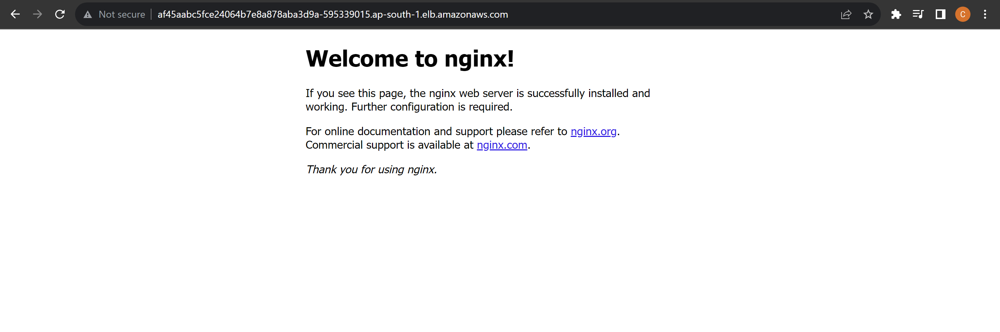 Not secure
af45aabc5fce24064b7e8a878aba3d9a-595339015.ap-south-1.elb.amazonaws.com
C
Welcome to nginx!
If you see this page, the nginx web server is successfully installed and
working. Further configuration is required.
For online documentation and support please refer to nginx.org.
Commercial support is available at nginx.com.
Thank you for using nginx.